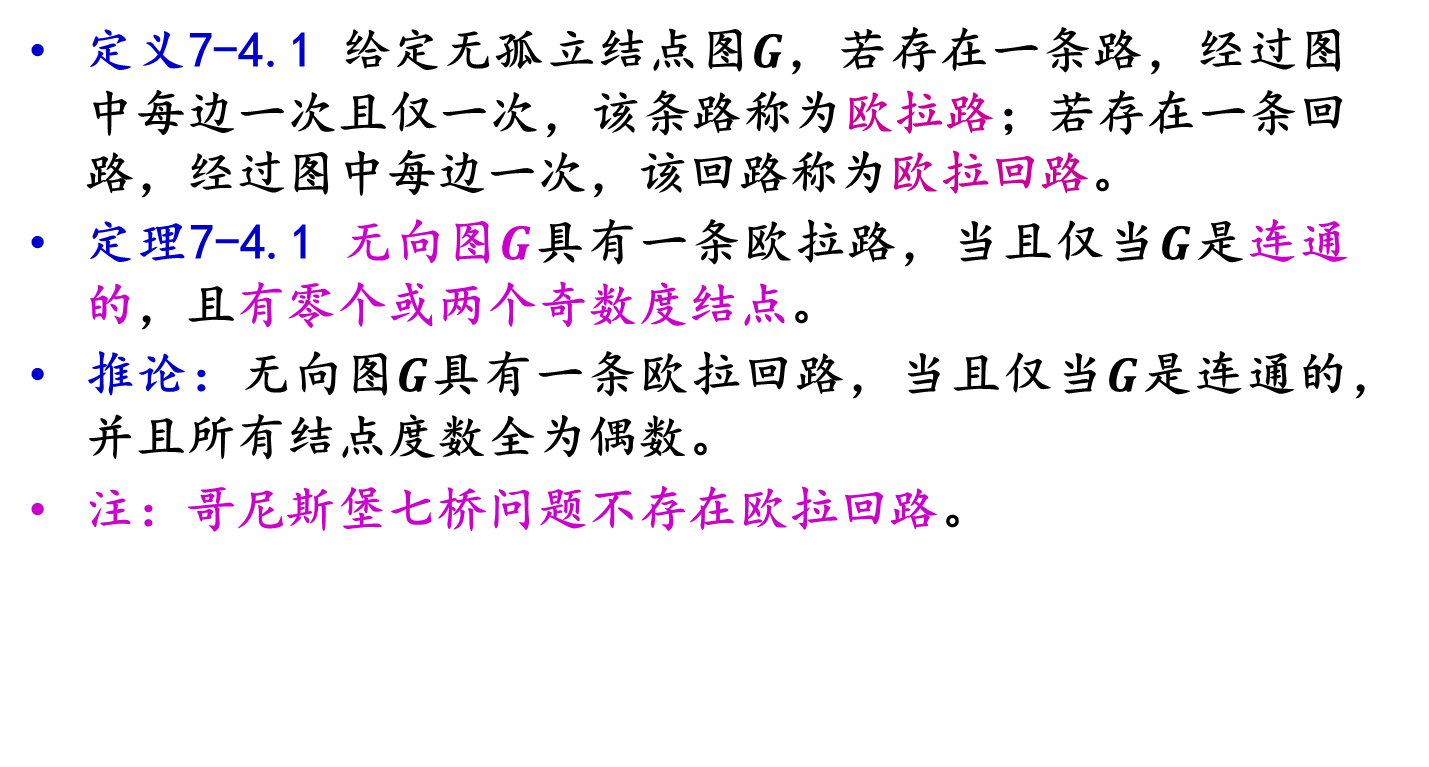 • 定义7-4.1 给定无孤立结点图G，若存在一条路，经过图
中每边一次且仅一次，该条路称为欧拉路；若存在一条回
路，经过图中每边一次，该回路称为欧拉回路。
• 定理7-4.1 无向图G具有一条欧拉路，当且仅当G是连通
的，且有零个或两个奇数度结点。
• 推论：无向图G具有一条欧拉回路，当且仅当G是连通的，
并且所有结点度数全为偶数。
• 注：哥尼斯堡七桥问题不存在欧拉回路。